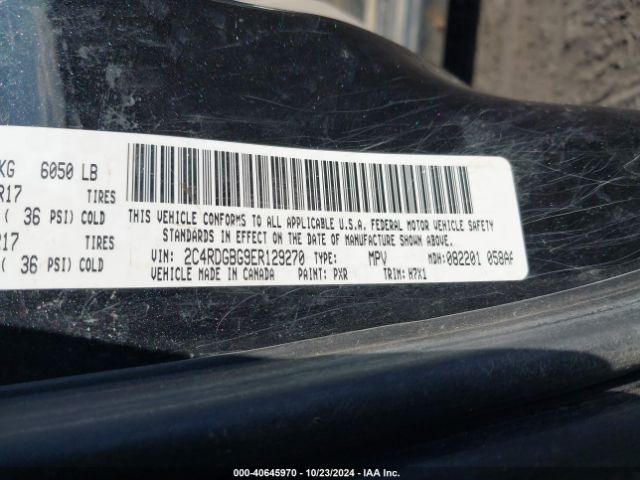 KG 6050 LB
R17 TIRES
( 36 PSI) COLD
R17 TIRES
( 36 PSI) COLD
THIS VEHICLE CONFORMS TO ALL APPLICABLE U.S.A. FEDERAL MOTOR VEHICLE SAFETY
STANDARDS IN EFFECT ON THE DATE OF MANUFACTURE SHOWN ABOVE.
VIN: 2C4RDGBG9ER129270 TYPE: MPV MDH: 082201 058AF
VEHICLE MADE IN CANADA PAINT: PXR TRIM: H7X1
000-40645970 - 10/23/2024 - IAA Inc.